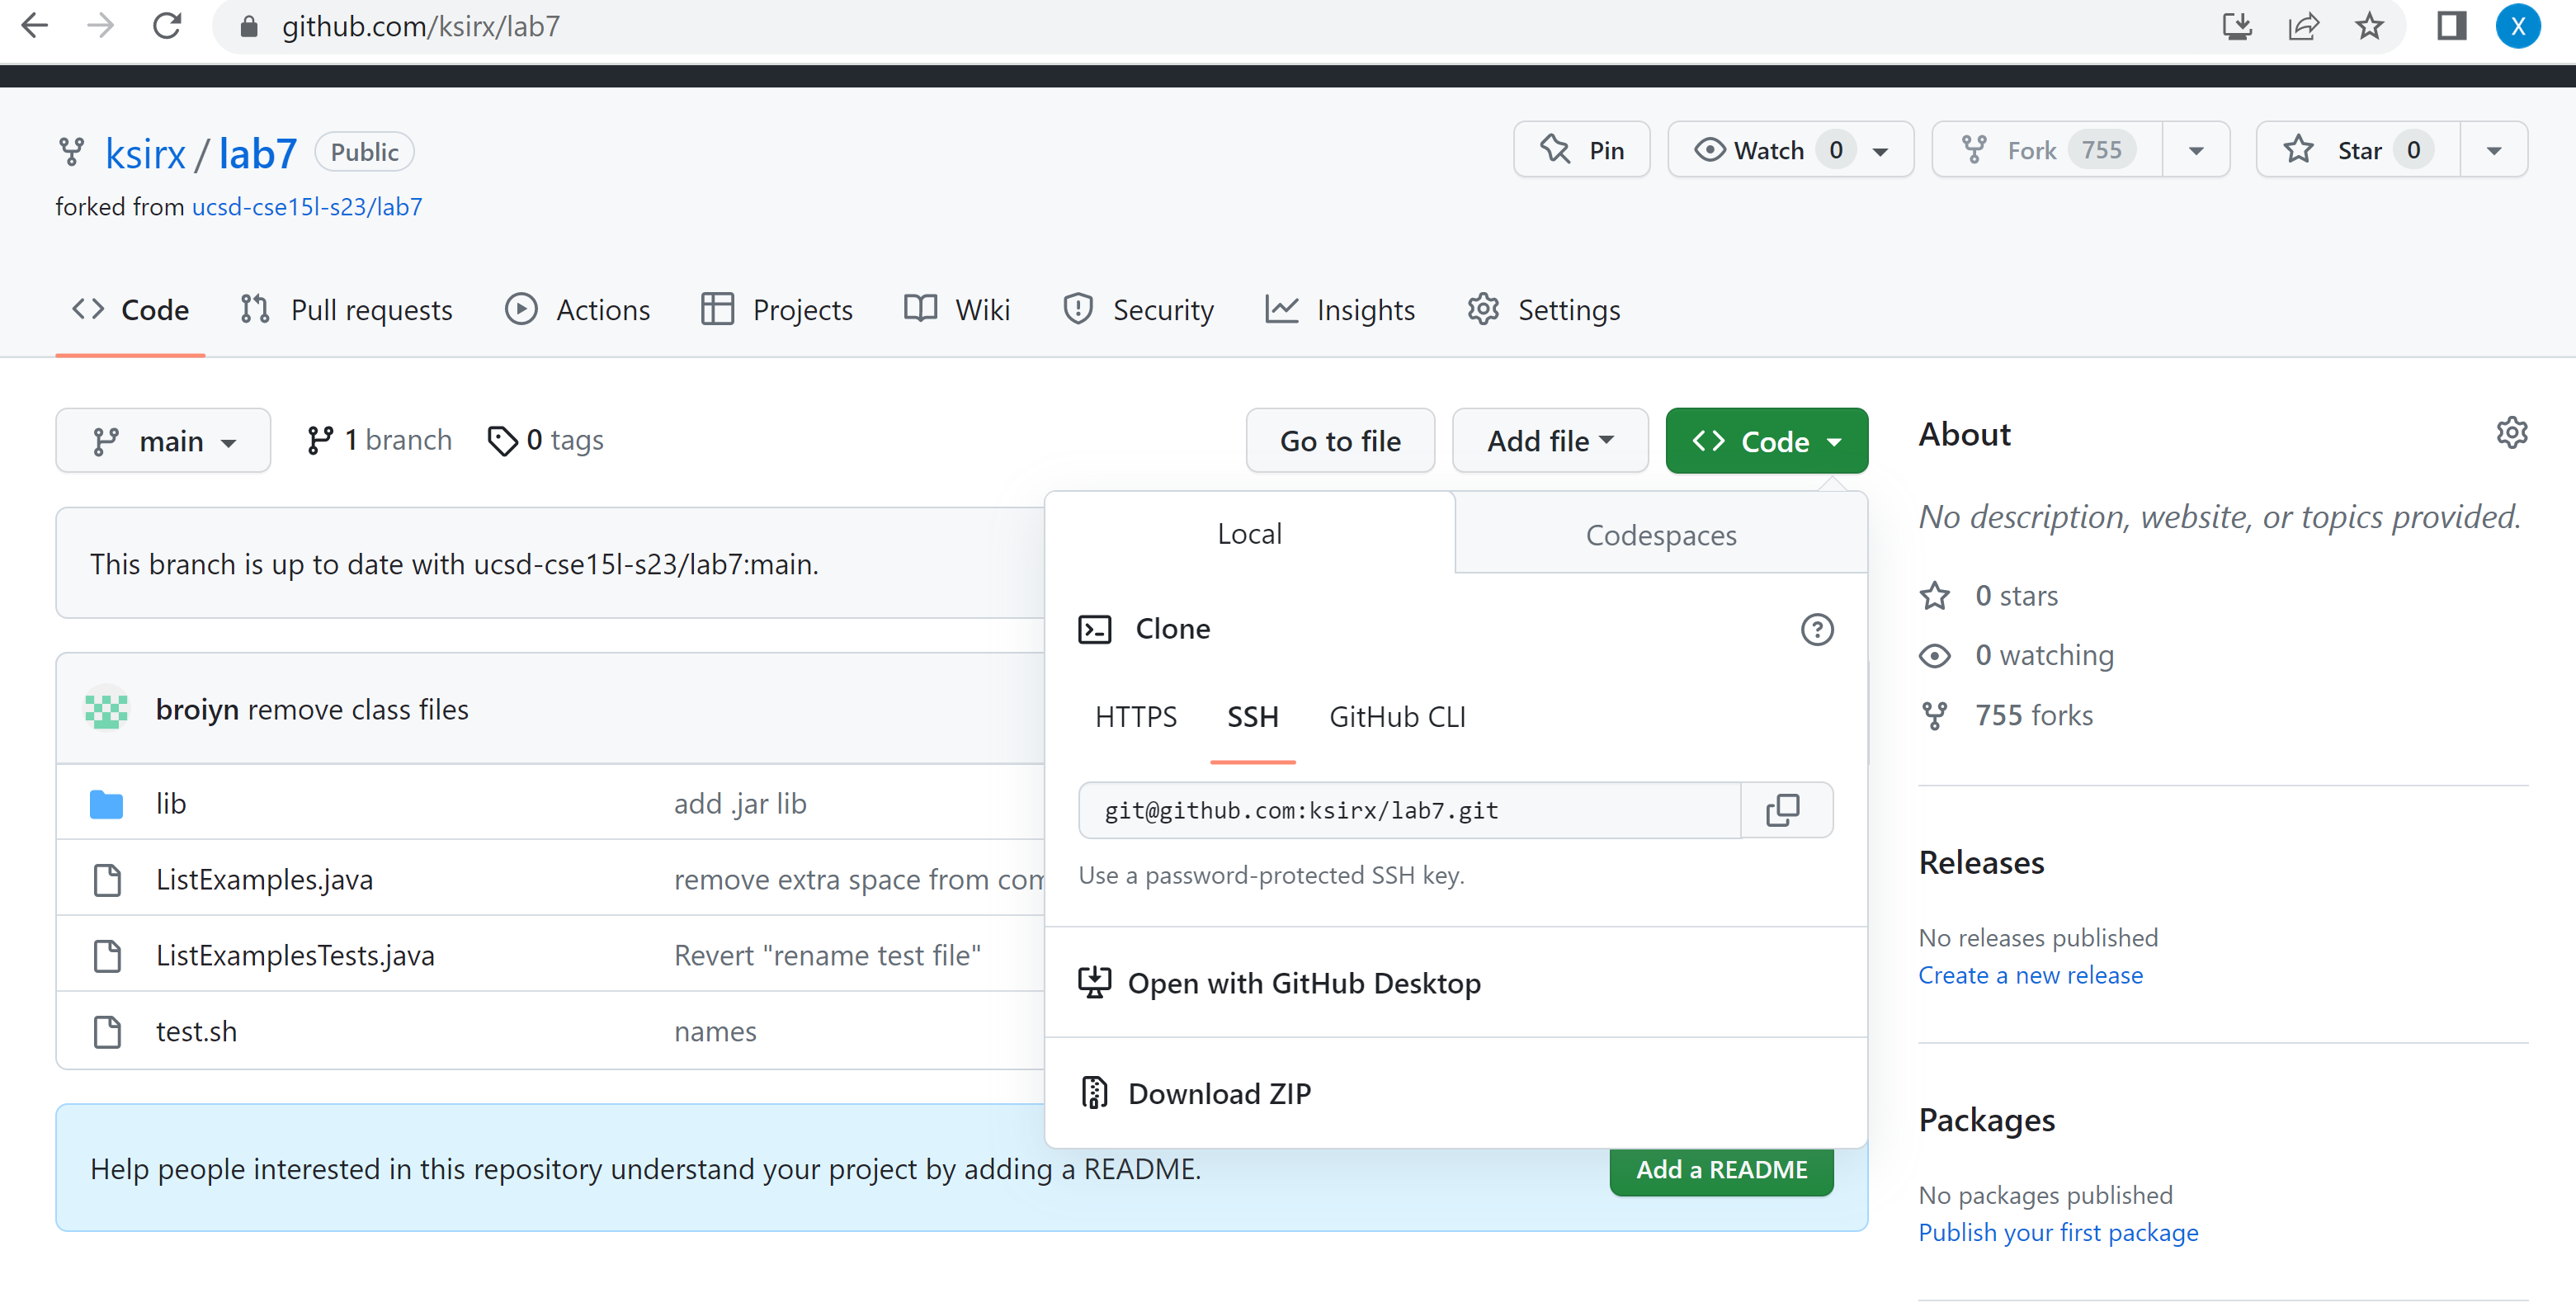 github.com/ksirx/lab7
X
ksirx / lab7 Public
Pin
Watch 0
Fork 755
Star 0
forked from ucsd-cse15l-s23/lab7
Code
Pull requests
Actions
Projects
Wiki
Security
Insights
Settings
main
1 branch
0 tags
Go to file
Add file
Code
This branch is up to date with ucsd-cse15l-s23/lab7:main.
broiyn remove class files
lib
add .jar lib
ListExamples.java
remove extra space from com
ListExamplesTests.java
Revert "rename test file"
test.sh
names
Help people interested in this repository understand your project by adding a README.
Add a README
Local
Codespaces
Clone
HTTPS
SSH
GitHub CLI
git@github.com:ksirx/lab7.git
Use a password-protected SSH key.
Open with GitHub Desktop
Download ZIP
About
No description, website, or topics provided.
0 stars
0 watching
755 forks
Releases
No releases published
Create a new release
Packages
No packages published
Publish your first package